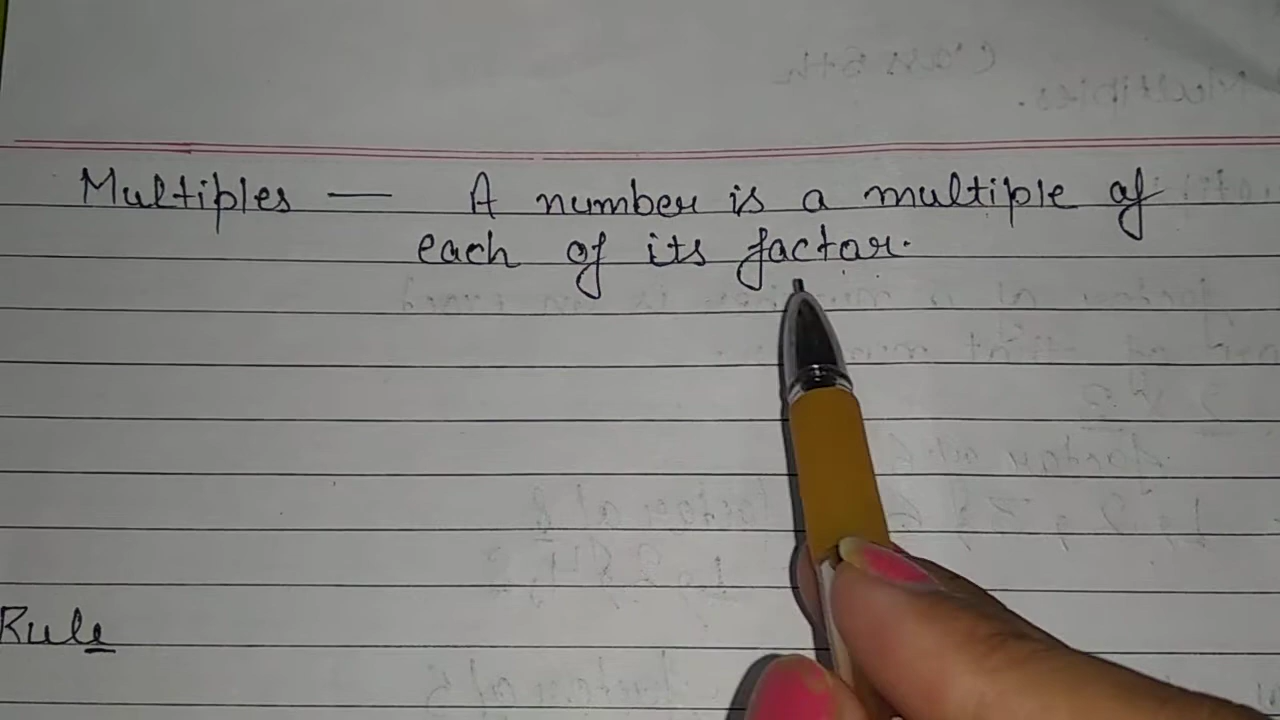 Multiples — A number is a multiple of
each of its factor.
Rule